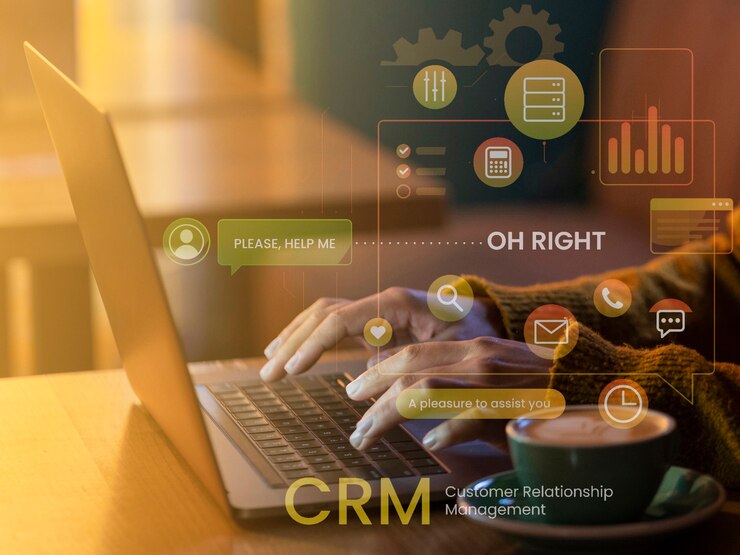 PLEASE, HELP ME
OH RIGHT
A pleasure to assist you
CRM
Customer Relationship
Management